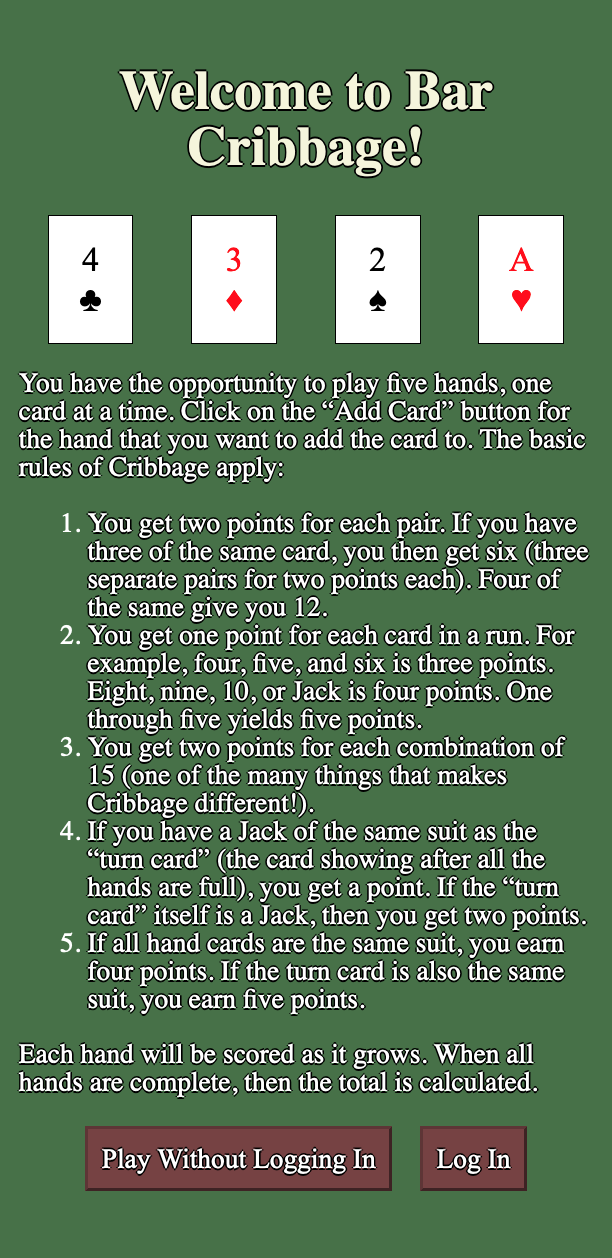 Welcome to Bar
Cribbage!
4 3 2 A
♣ ♦ ♠ ♥
You have the opportunity to play five hands, one
card at a time. Click on the “Add Card” button for
the hand that you want to add the card to. The basic
rules of Cribbage apply:
1. You get two points for each pair. If you have
three of the same card, you then get six (three
separate pairs for two points each). Four of
the same give you 12.
2. You get one point for each card in a run. For
example, four, five, and six is three points.
Eight, nine, 10, or Jack is four points. One
through five yields five points.
3. You get two points for each combination of
15 (one of the many things that makes
Cribbage different!).
4. If you have a Jack of the same suit as the
“turn card” (the card showing after all the
hands are full), you get a point. If the “turn
card” itself is a Jack, then you get two points.
5. If all hand cards are the same suit, you earn
four points. If the turn card is also the same
suit, you earn five points.
Each hand will be scored as it grows. When all
hands are complete, then the total is calculated.
Play Without Logging In Log In